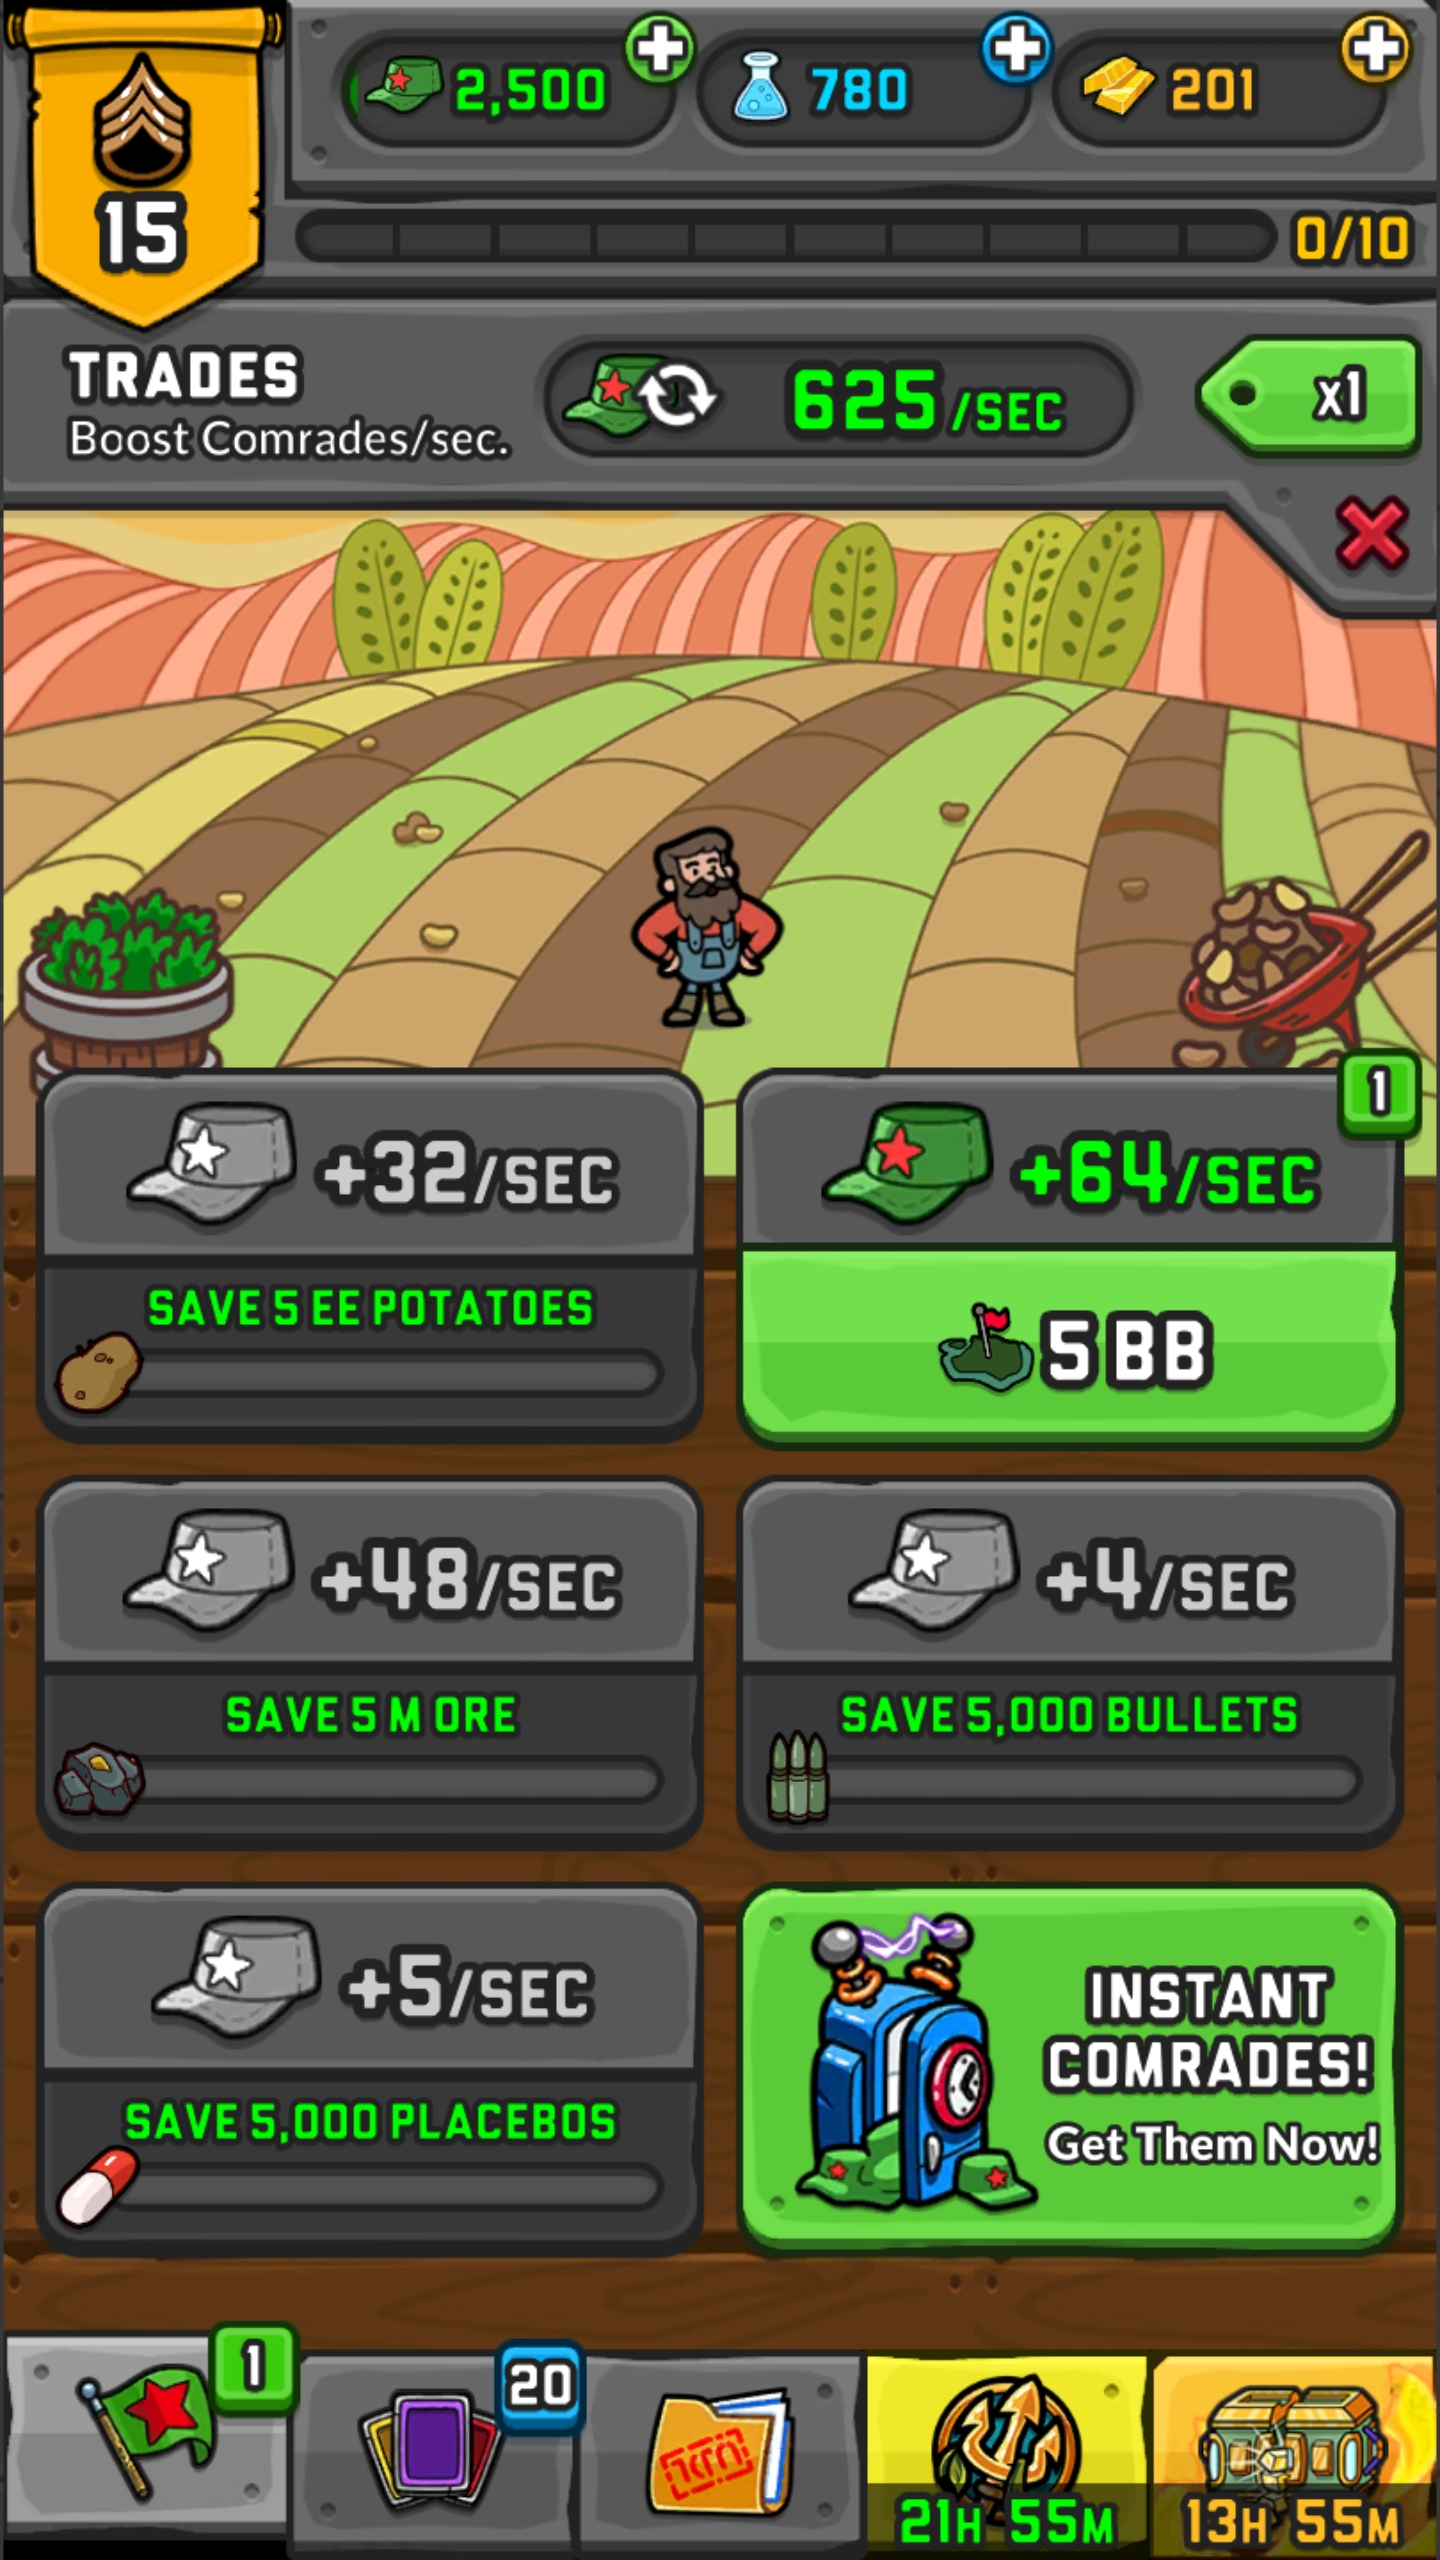 2,500
780
201
15
0/10
TRADES
Boost Comrades/sec.
625/SEC
x1
+32/SEC
SAVE 5 EE POTATOES
1
+64/SEC
5 BB
+48/SEC
SAVE 5 M ORE
+4/SEC
SAVE 5,000 BULLETS
+5/SEC
SAVE 5,000 PLACEBOS
INSTANT
COMRADES!
Get Them Now!
1
20
21H 55M
13H 55M